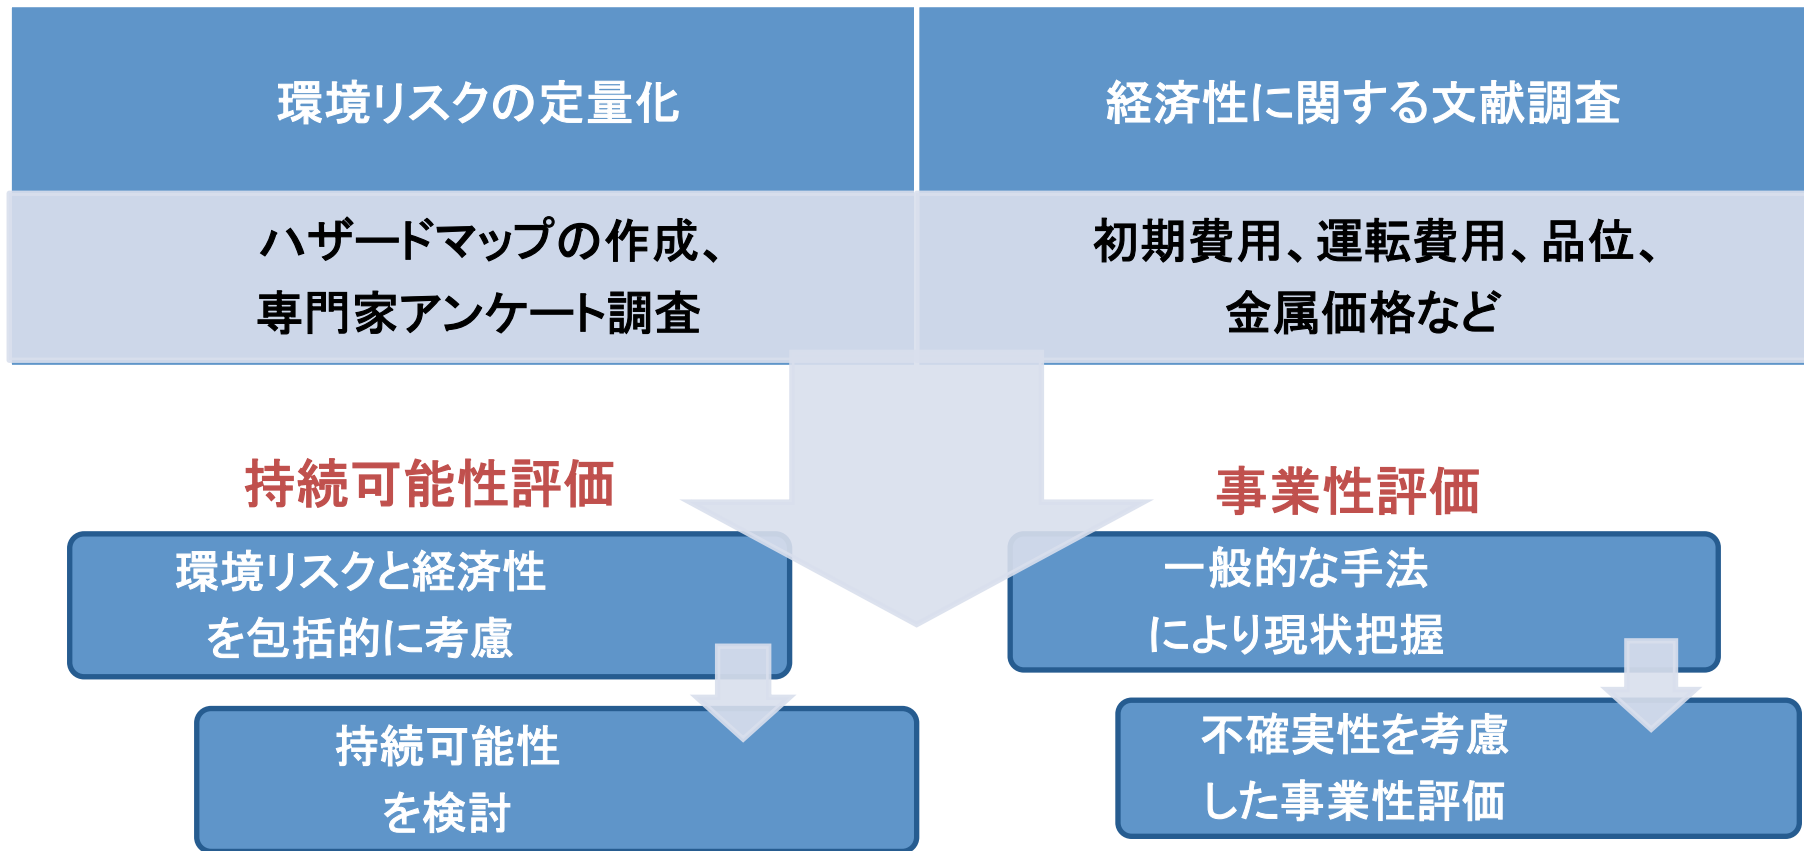 環境リスクの定量化
経済性に関する文献調査
ハザードマップの作成、
専門家アンケート調査
初期費用、運転費用、品位、
金属価格など
持続可能性評価
環境リスクと経済性
を包括的に考慮
持続可能性
を検討
事業性評価
一般的な手法
により現状把握
不確実性を考慮
した事業性評価